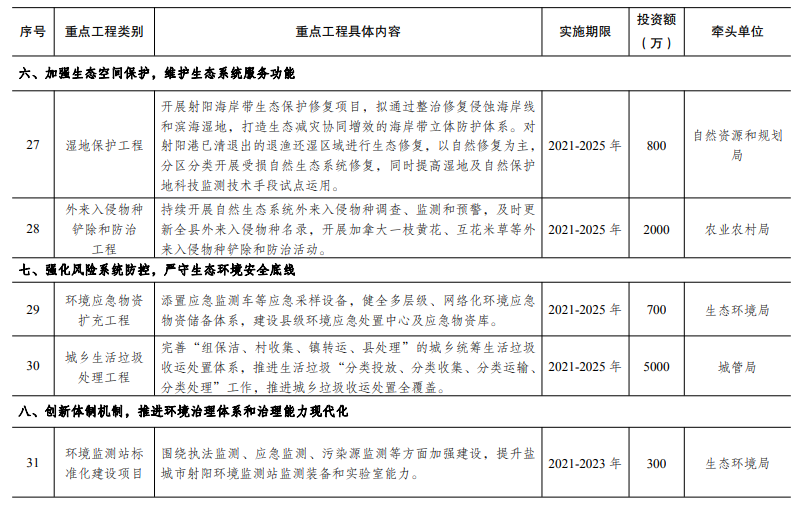 序号 重点工程类别 重点工程具体内容 实施期限 投资额（万） 牵头单位
六、加强生态空间保护，维护生态系统服务功能
27 湿地保护工程 开展射阳海岸带生态保护修复项目，拟通过整治修复侵蚀海岸线
和滨海湿地，打造生态减灾协同增效的海岸带立体防护体系。对
射阳港已清退出的退渔还湿区域进行生态修复，以自然修复为主，
分区分类开展受损自然生态系统修复，同时提高湿地及自然保护
地科技监测技术手段试点运用。
2021-2025 年 800 自然资源和规划
局
28 外来入侵物种
铲除和防治
工程
持续开展自然生态系统外来入侵物种调查、监测和预警，及时更
新全县外来入侵物种名录，开展加拿大一枝黄花、互花米草等外
来入侵物种铲除和防治活动。
2021-2025 年 2000 农业农村局
七、强化风险系统防控，严守生态环境安全底线
29 环境应急物资
扩充工程
添置应急监测车等应急采样设备，健全多层级、网络化环境应急
物资储备体系，建设县级环境应急处置中心及应急物资库。
2021-2025 年 700 生态环境局
30 城乡生活垃圾
处理工程
完善“组保洁、村收集、镇转运、县处理”的城乡统筹生活垃圾
收运处置体系，推进生活垃圾“分类投放、分类收集、分类运输、
分类处理”工作，推进城乡垃圾收运处置全覆盖。
2021-2025 年 5000 城管局
八、创新体制机制，推进环境治理体系和治理能力现代化
31 环境监测站标
准化建设项目
围绕执法监测、应急监测、污染源监测等方面加强建设，提升盐
城市射阳环境监测站监测装备和实验室能力。
2021-2023 年 300 生态环境局